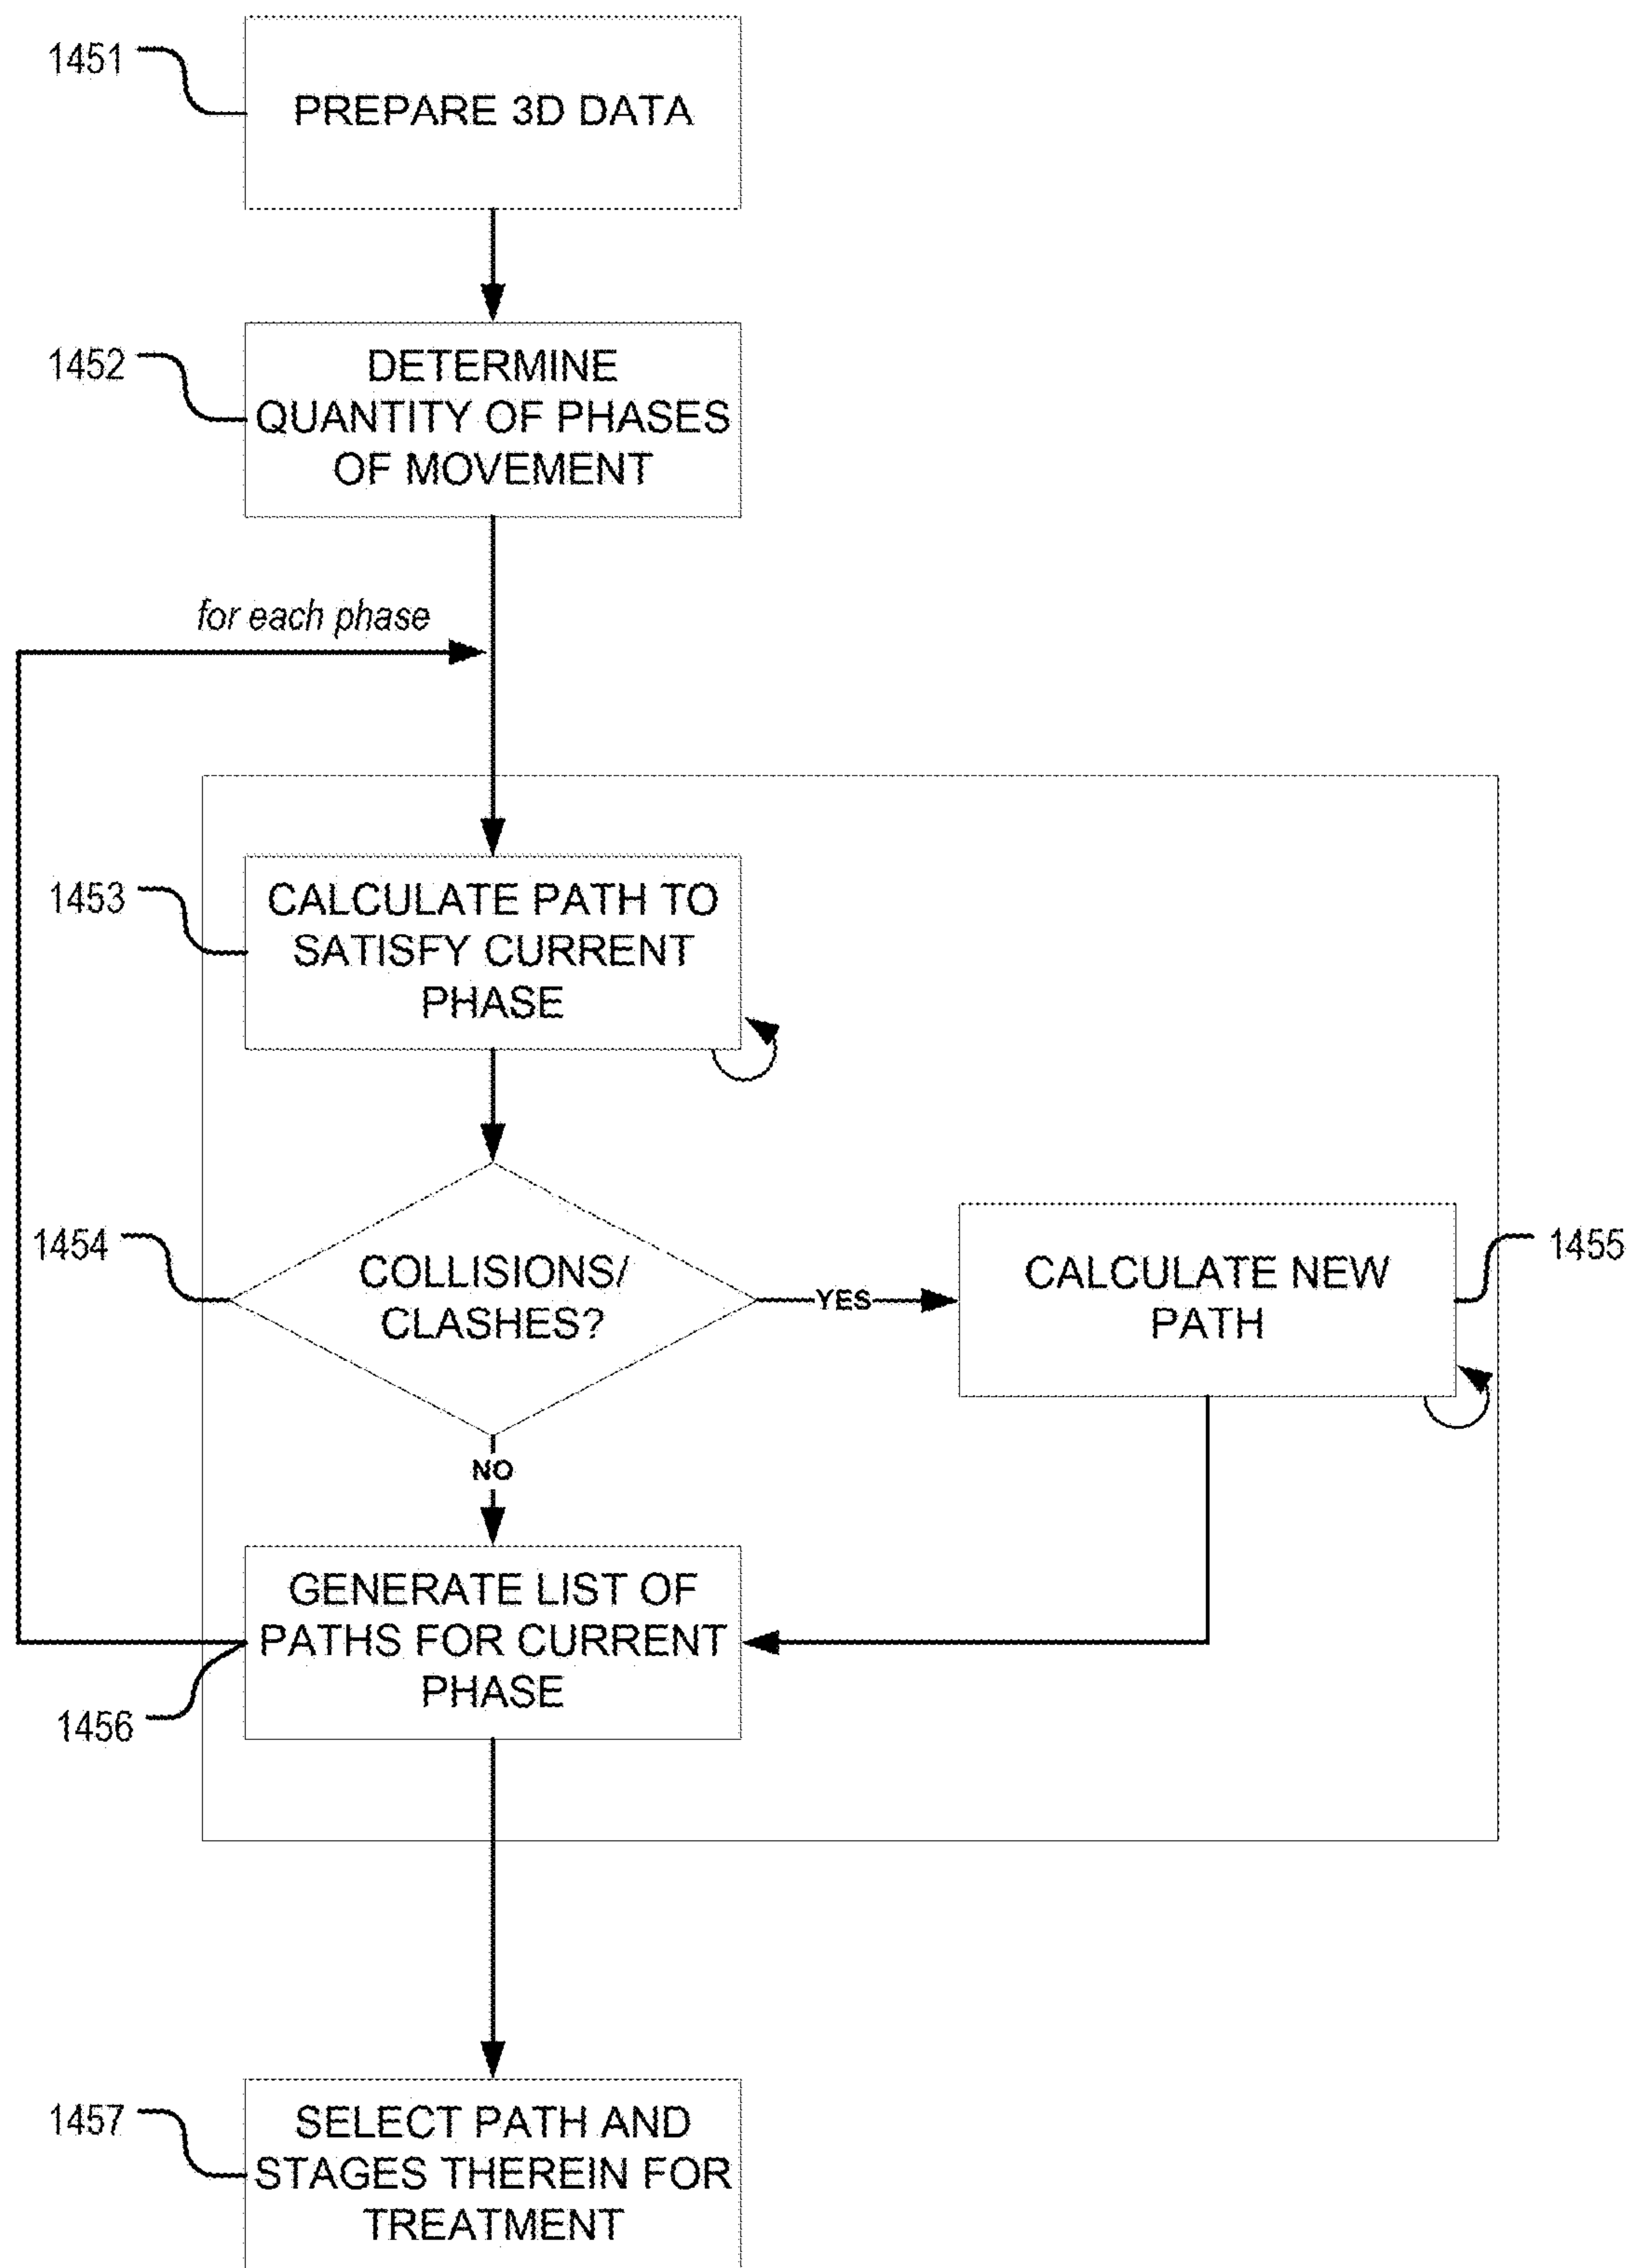 1451
PREPARE 3D DATA
1452
DETERMINE
QUANTITY OF PHASES
OF MOVEMENT
for each phase
1453
CALCULATE PATH TO
SATISFY CURRENT
PHASE
1454
COLLISIONS/
CLASHES?
YES
CALCULATE NEW
PATH
1455
NO
GENERATE LIST OF
PATHS FOR CURRENT
PHASE
1456
1457
SELECT PATH AND
STAGES THEREIN FOR
TREATMENT